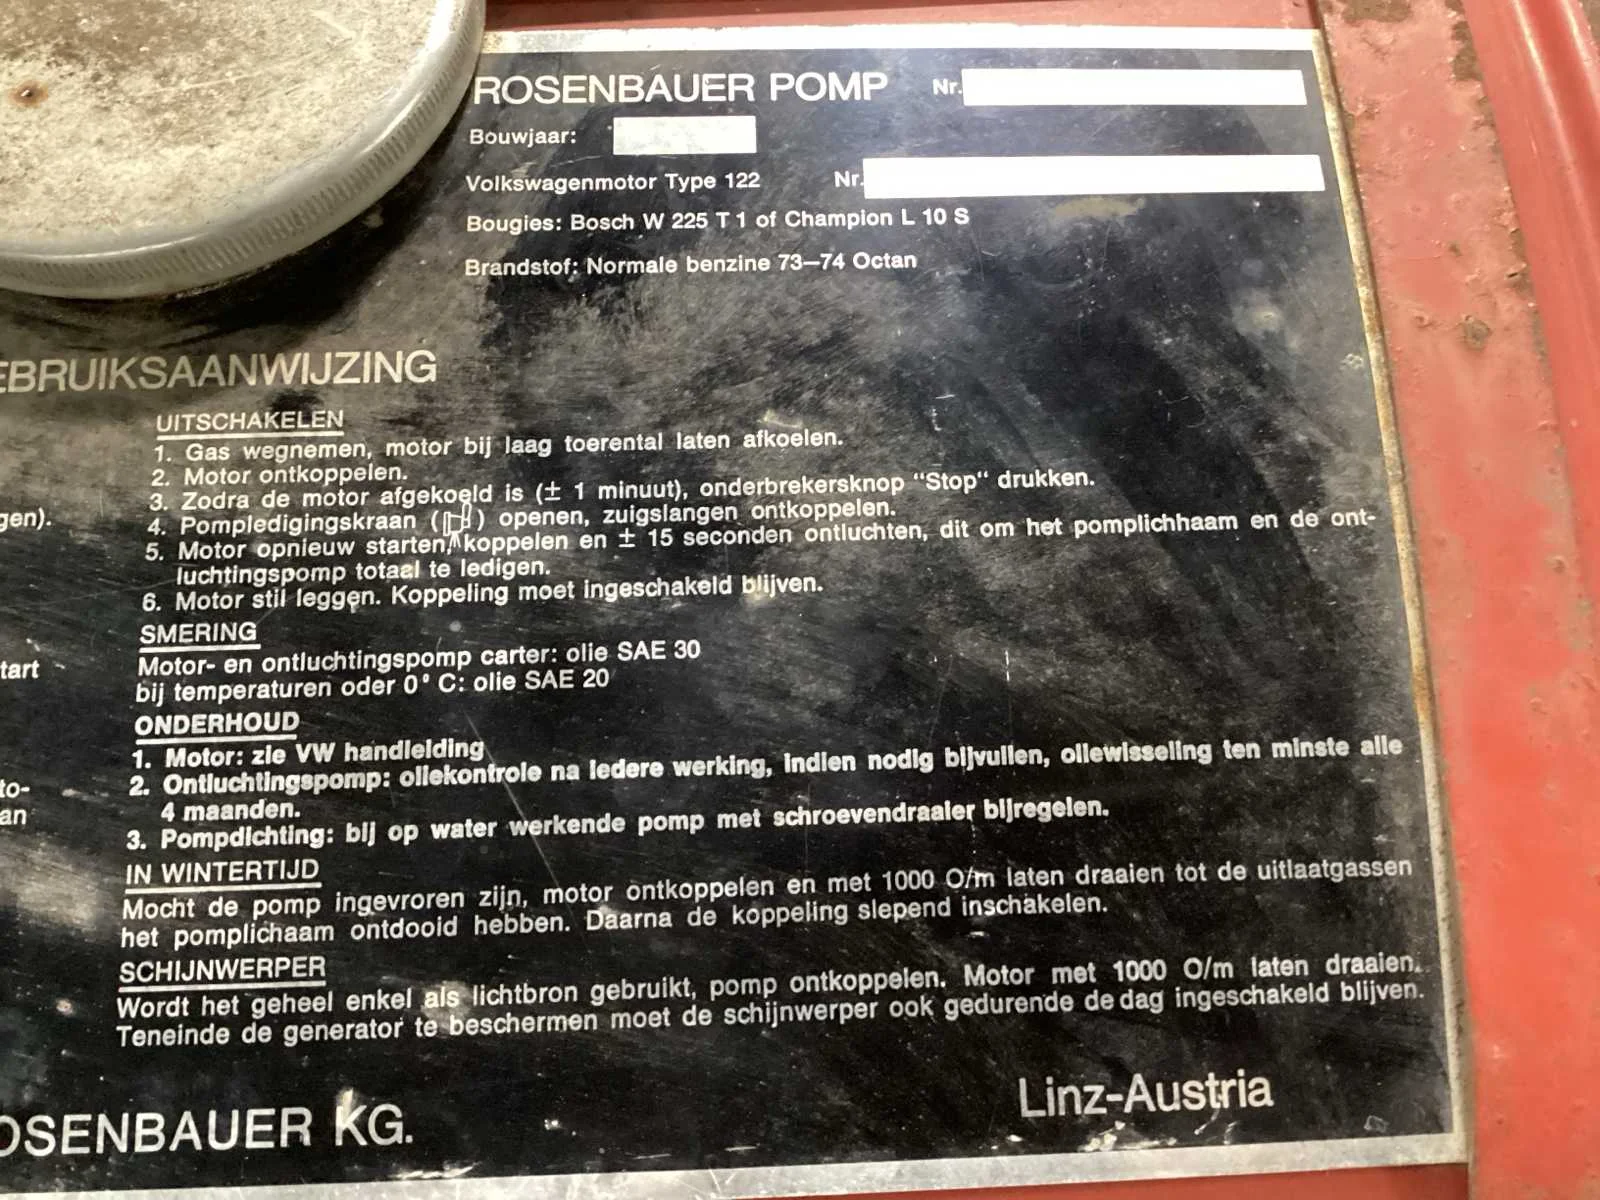 ROSENBAUER POMP Nr.
Bouwjaar:
Volkswagenmotor Type 122 Nr.
Bougies: Bosch W 225 T 1 of Champion L 10 S
Brandstof: Normale benzine 73—74 Octan
EBRUIKSAANWIJZING
UITSCHAKELEN
1. Gas wegnemen, motor bij laag toerental laten afkoelen.
2. Motor ontkoppelen.
3. Zodra de motor afgekoeld is (± 1 minuut), onderbrekersknop "Stop" drukken.
gen).
4. Pompledigingskraan ( ) openen, zuigslangen ontkoppelen.
5. Motor opnieuw starten, koppelen en ± 15 seconden ontluchten, dit om het pomplichhaam en de ont-
luchtingspomp totaal te ledigen.
6. Motor stil leggen. Koppeling moet ingeschakeld blijven.
SMERING
tart
Motor- en ontluchtingspomp carter: olie SAE 30
bij temperaturen oder 0° C: olie SAE 20
ONDERHOUD
1. Motor: zie VW handleiding
to-
2. Ontluchtingspomp: oliekontrole na iedere werking, indien nodig bijvullen, oliewisseling ten minste alle
an
4 maanden.
3. Pompdichting: bij op water werkende pomp met schroevendraaier bijregelen.
IN WINTERTIJD
Mocht de pomp ingevroren zijn, motor ontkoppelen en met 1000 O/m laten draaien tot de uitlaatgassen
het pomplichaam ontdooid hebben. Daarna de koppeling slepend inschakelen.
SCHIJNWERPER
Wordt het geheel enkel als lichtbron gebruikt, pomp ontkoppelen. Motor met 1000 O/m laten draaien.
Teneinde de generator te beschermen moet de schijnwerper ook gedurende de dag ingeschakeld blijven.
OSENBAUER KG. Linz-Austria